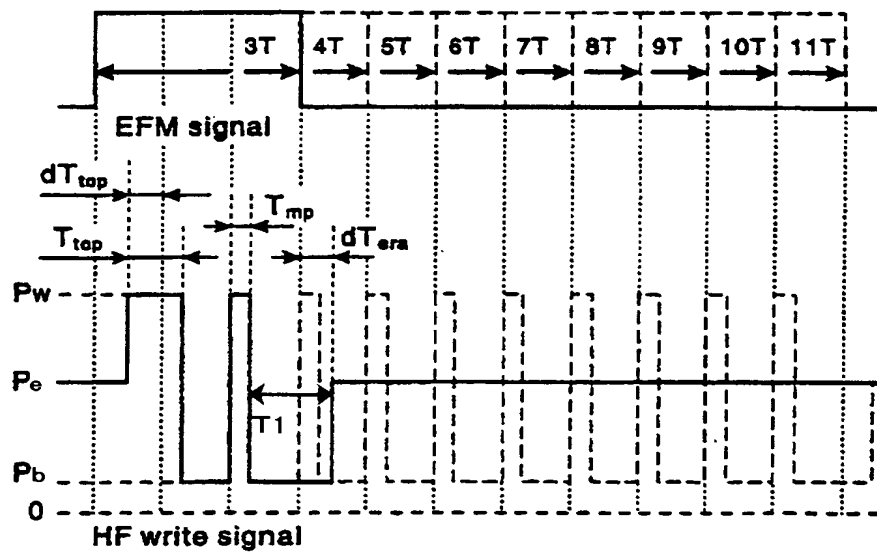 3T 4T 5T 6T 7T 8T 9T 10T 11T
EFM signal
dTtop
Tmp
Ttop
dTera
Pw
Pe
T1
Pb
0
HF write signal